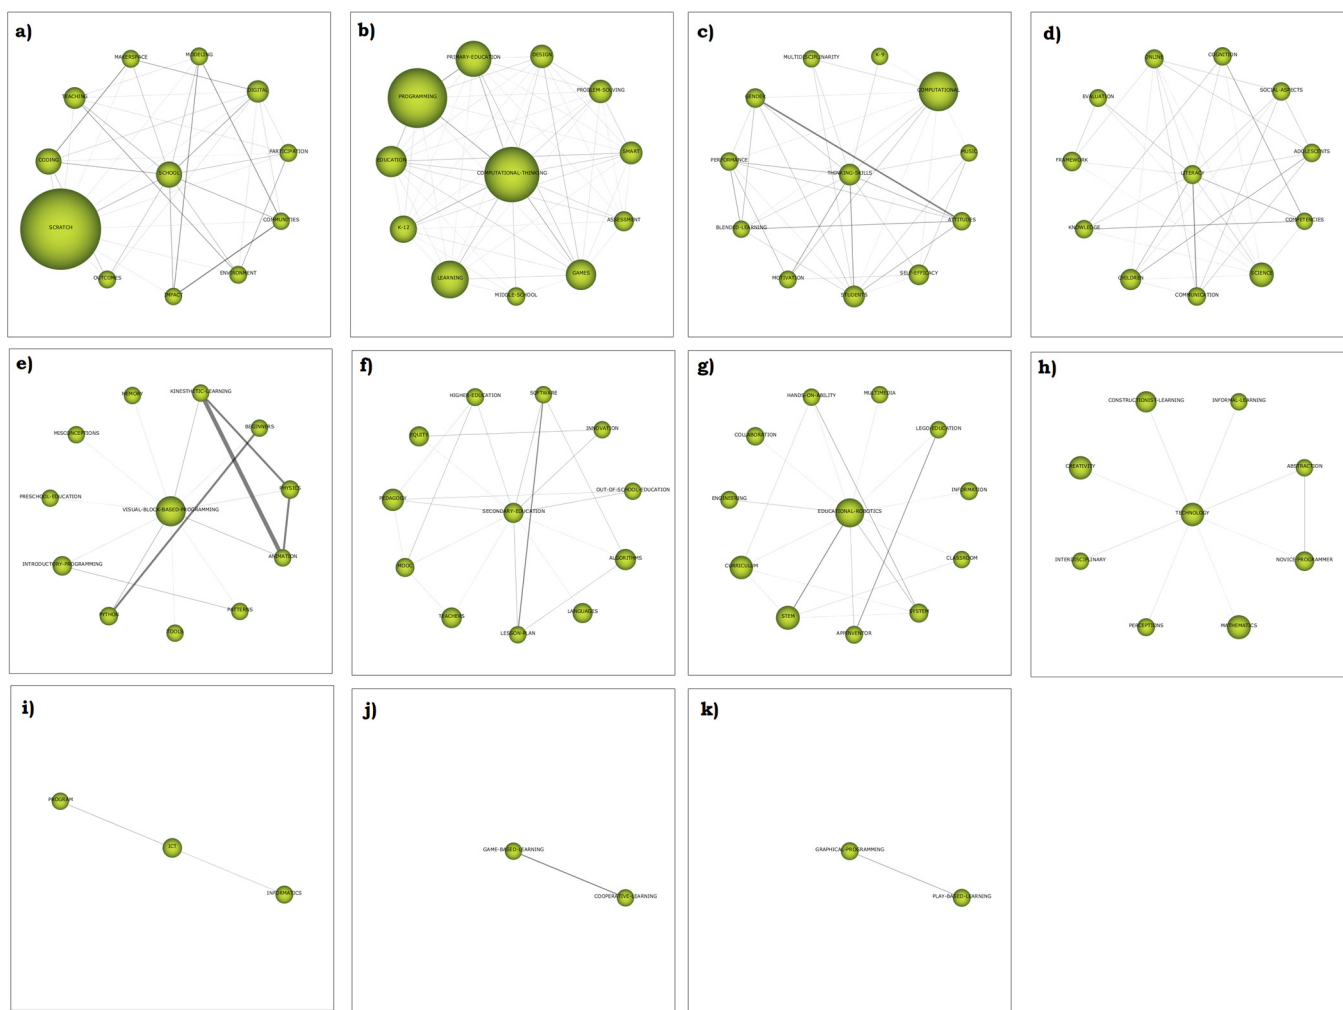 a)
MAKERSPACE
MODELING
TEACHING
DIGITAL
CODING
PARTICIPATION
SCHOOL
SCRATCH
COMMUNITIES
OUTCOMES
ENVIRONMENT
IMPACT
b)
PRIMARY-EDUCATION
DESIGN
PROGRAMMING
PROBLEM-SOLVING
EDUCATION
SMART
COMPUTATIONAL-THINKING
K-12
ASSESSMENT
LEARNING
GAMES
MIDDLE-SCHOOL
c)
MULTIDISCIPLINARITY
K-9
GENDER
COMPUTATIONAL
PERFORMANCE
MUSIC
THINKING-SKILLS
BLENDED-LEARNING
ATTITUDES
MOTIVATION
SELF-EFFICACY
STUDENTS
d)
ONLINE
COGNITION
EVALUATION
SOCIAL-ASPECTS
FRAMEWORK
ADOLESCENTS
LITERACY
KNOWLEDGE
COMPETENCIES
CHILDREN
SCIENCE
COMMUNICATION
e)
MEMORY
KINESTHETIC-LEARNING
MISCONCEPTIONS
BEGINNERS
PRESCHOOL-EDUCATION
PHYSICS
VISUAL-BLOCK-BASED-PROGRAMMING
INTRODUCTORY-PROGRAMMING
ANIMATION
PYTHON
PATTERNS
TOOLS
f)
HIGHER-EDUCATION
SOFTWARE
EQUITY
INNOVATION
PEDAGOGY
OUT-OF-SCHOOL-EDUCATION
SECONDARY-EDUCATION
MOOC
ALGORITHMS
TEACHERS
LANGUAGES
LESSON-PLAN
g)
HANDS-ON-ABILITY
MULTIMEDIA
COLLABORATION
LEGO-EDUCATION
ENGINEERING
INFORMATION
EDUCATIONAL-ROBOTICS
CURRICULUM
CLASSROOM
STEM
SYSTEM
APPINVENTOR
h)
CONSTRUCTIONIST-LEARNING
INFORMAL-LEARNING
CREATIVITY
ABSTRACTION
TECHNOLOGY
INTERDISCIPLINARY
NOVICE-PROGRAMMER
PERCEPTIONS
MATHEMATICS
i)
PROGRAM
ICT
INFORMATICS
j)
GAME-BASED-LEARNING
COOPERATIVE-LEARNING
k)
GRAPHICAL-PROGRAMMING
PLAY-BASED-LEARNING